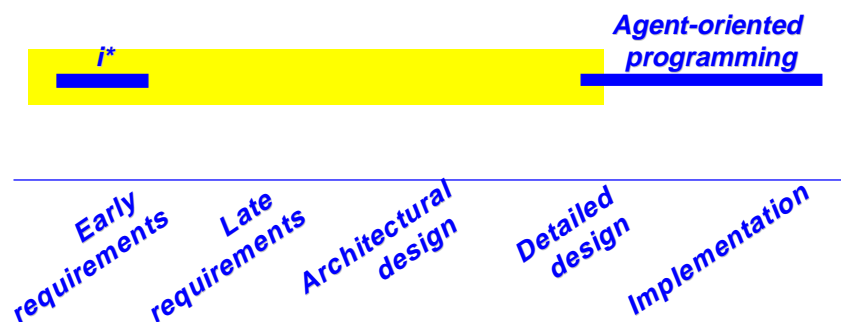 i*
Agent-oriented
programming
Early
requirements
Late
requirements
Architectural
design
Detailed
design
Implementation